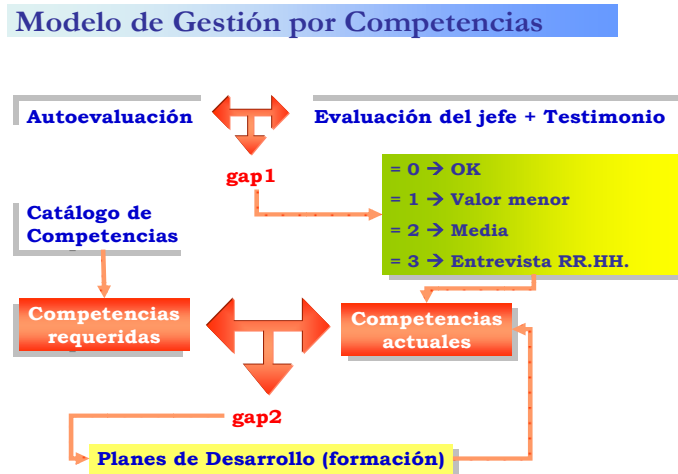 Modelo de Gestión por Competencias
Autoevaluación
Evaluación del jefe + Testimonio
gap1
= 0 → OK
= 1 → Valor menor
= 2 → Media
= 3 → Entrevista RR.HH.
Catálogo de
Competencias
Competencias
requeridas
Competencias
actuales
gap2
Planes de Desarrollo (formación)